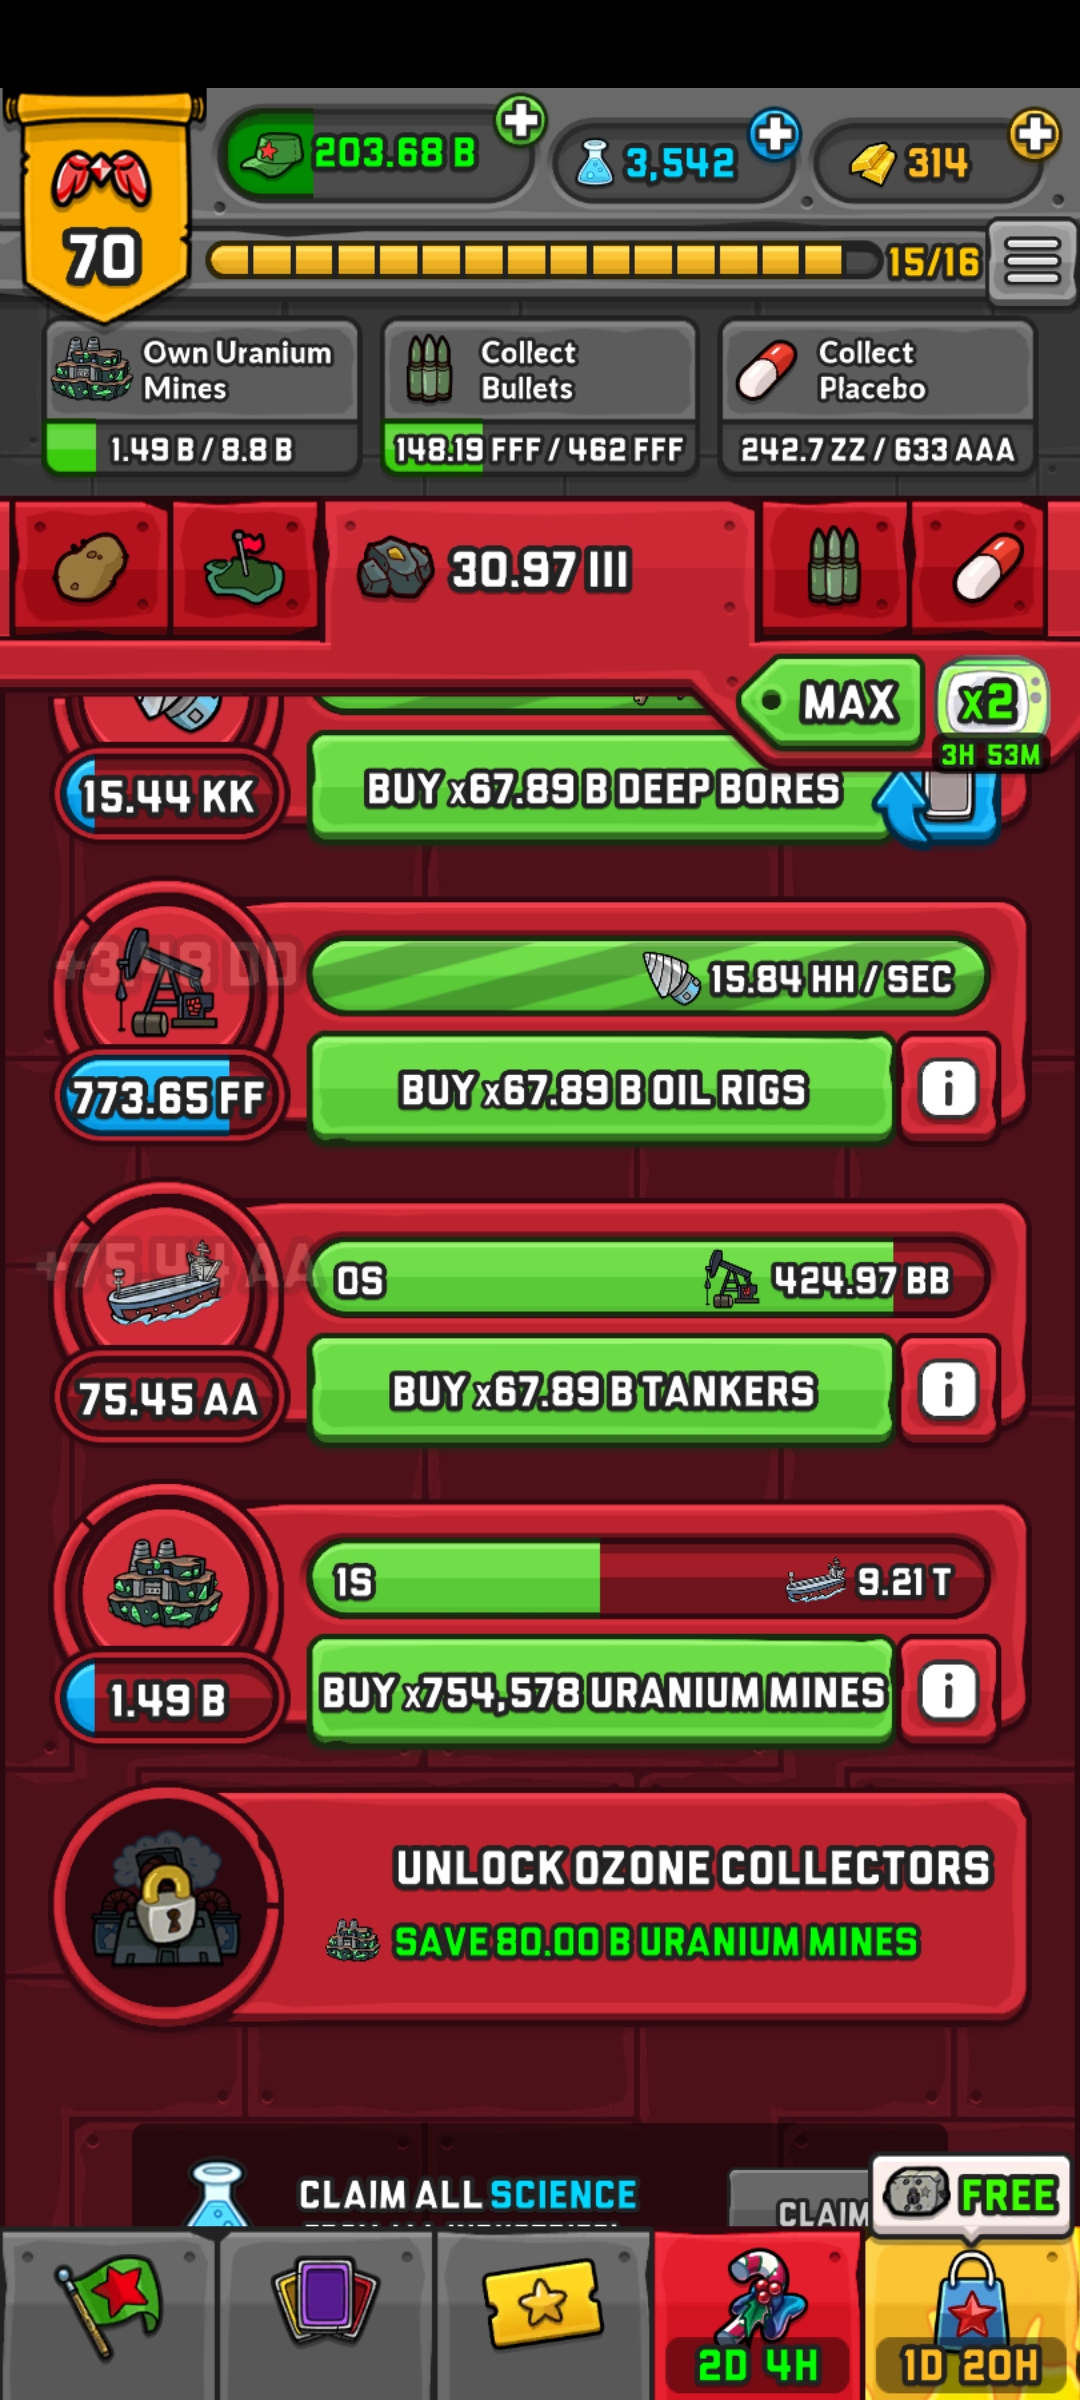 203.68 B
3,542
314
70
15/16
Own Uranium
Mines
1.49 B / 8.8 B
Collect
Bullets
148.19 FFF / 462 FFF
Collect
Placebo
242.7 ZZ / 633 AAA
30.97 III
MAX
x2
3H 53M
15.44 KK
BUY x67.89 B DEEP BORES
15.84 HH / SEC
773.65 FF
BUY x67.89 B OIL RIGS
i
+75.44 AA
0S
424.97 BB
75.45 AA
BUY x67.89 B TANKERS
i
1S
9.21 T
1.49 B
BUY x754,578 URANIUM MINES
i
UNLOCK OZONE COLLECTORS
SAVE 80.00 B URANIUM MINES
CLAIM ALL SCIENCE
CLAIM
FREE
2D 4H
1D 20H